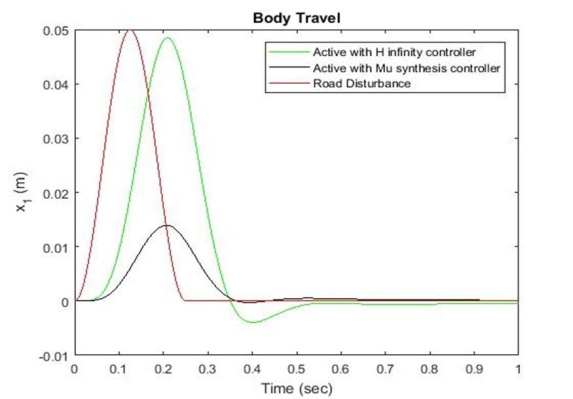 Body Travel
Active with H infinity controller
Active with Mu synthesis controller
Road Disturbance
0.05
0.04
0.03
0.02
0.01
0
-0.01
x1 (m)
0 0.1 0.2 0.3 0.4 0.5 0.6 0.7 0.8 0.9 1
Time (sec)